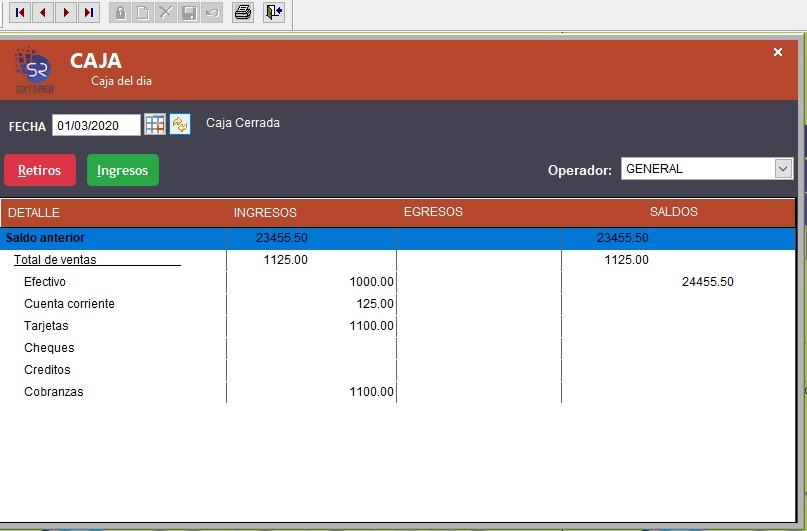 CAJA
Caja del dia
SR
SIXTORED
FECHA 01/03/2020 Caja Cerrada
Retiros Ingresos Operador: GENERAL
DETALLE INGRESOS EGRESOS SALDOS
Saldo anterior 23455.50 23455.50
Total de ventas 1125.00 1125.00
Efectivo 1000.00 24455.50
Cuenta corriente 125.00
Tarjetas 1100.00
Cheques
Creditos
Cobranzas 1100.00